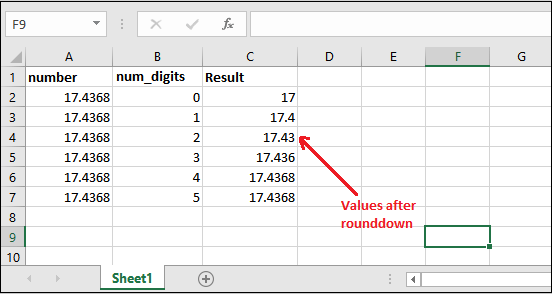 F9 fx
A B C D E F G
1 number num_digits Result
2 17.4368 0 17
3 17.4368 1 17.4
4 17.4368 2 17.43
5 17.4368 3 17.436
6 17.4368 4 17.4368
7 17.4368 5 17.4368
Values after
rounddown
8
9
10
Sheet1